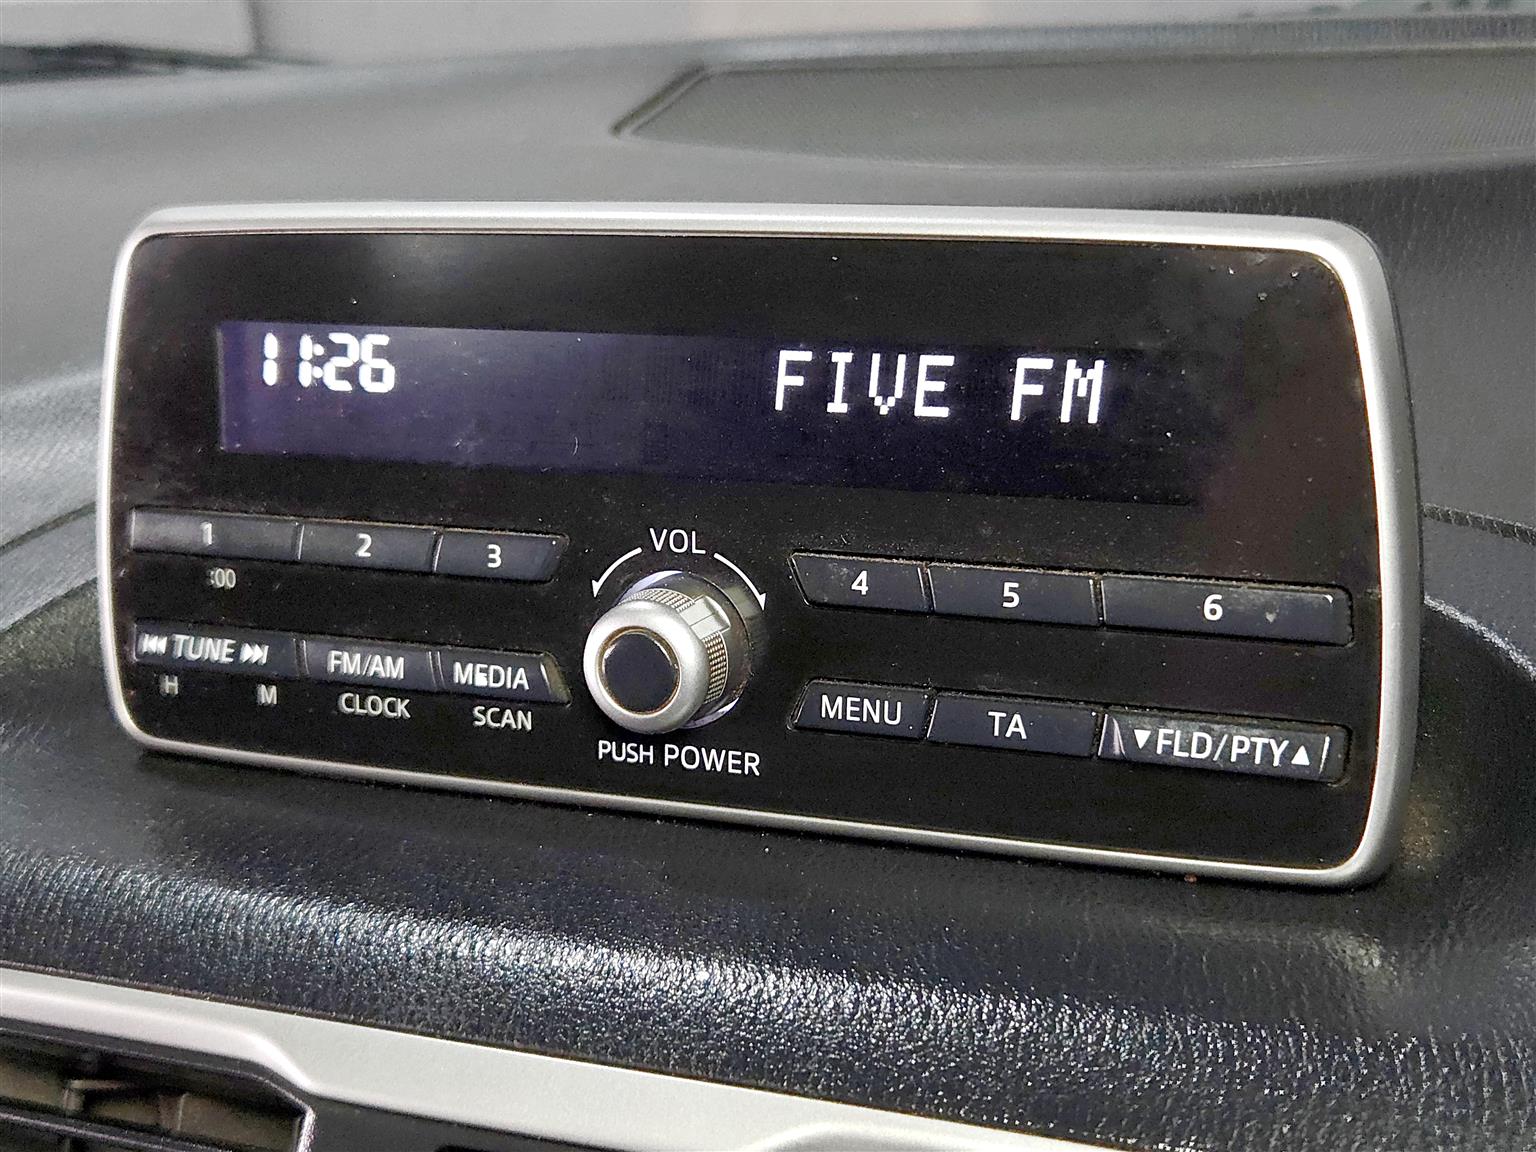 11:26 FIVE FM
1 2 3 VOL 4 5 6
:00
⏮ TUNE ⏭ FM/AM MEDIA MENU TA ▼FLD/PTY▲
H M CLOCK SCAN
PUSH POWER